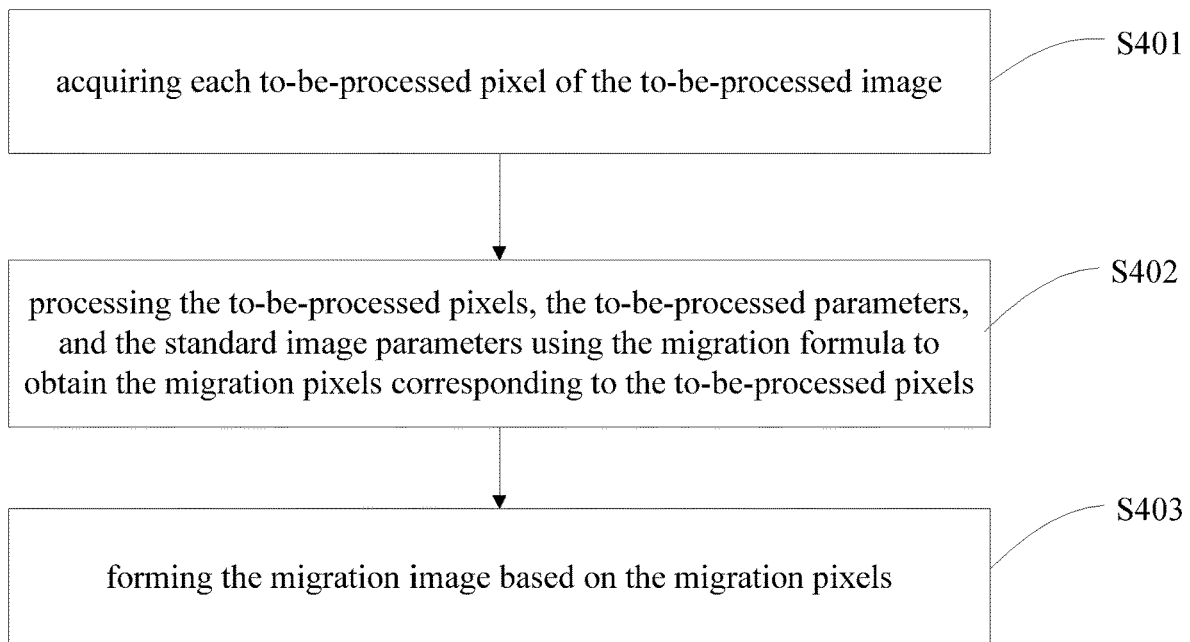 acquiring each to-be-processed pixel of the to-be-processed image
S401
processing the to-be-processed pixels, the to-be-processed parameters,
and the standard image parameters using the migration formula to
obtain the migration pixels corresponding to the to-be-processed pixels
S402
forming the migration image based on the migration pixels
S403